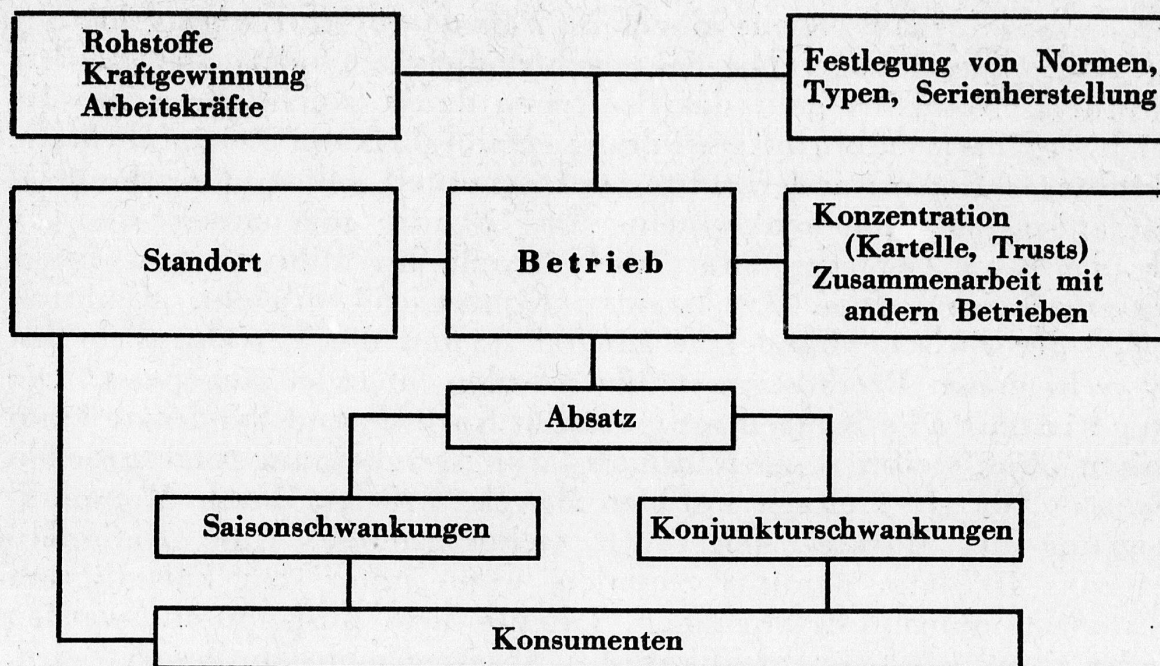 Rohstoffe
Kraftgewinnung
Arbeitskräfte
Festlegung von Normen,
Typen, Serienherstellung
Standort
Betrieb
Konzentration
(Kartelle, Trusts)
Zusammenarbeit mit
andern Betrieben
Absatz
Saisonschwankungen
Konjunkturschwankungen
Konsumenten